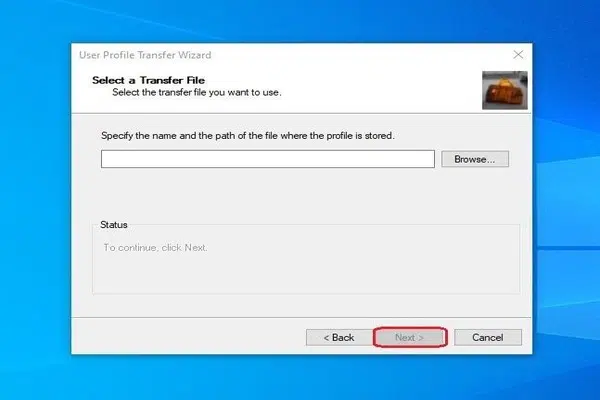 User Profile Transfer Wizard
Select a Transfer File
Select the transfer file you want to use.
Specify the name and the path of the file where the profile is stored.
Browse...
Status
To continue, click Next.
< Back
Next >
Cancel